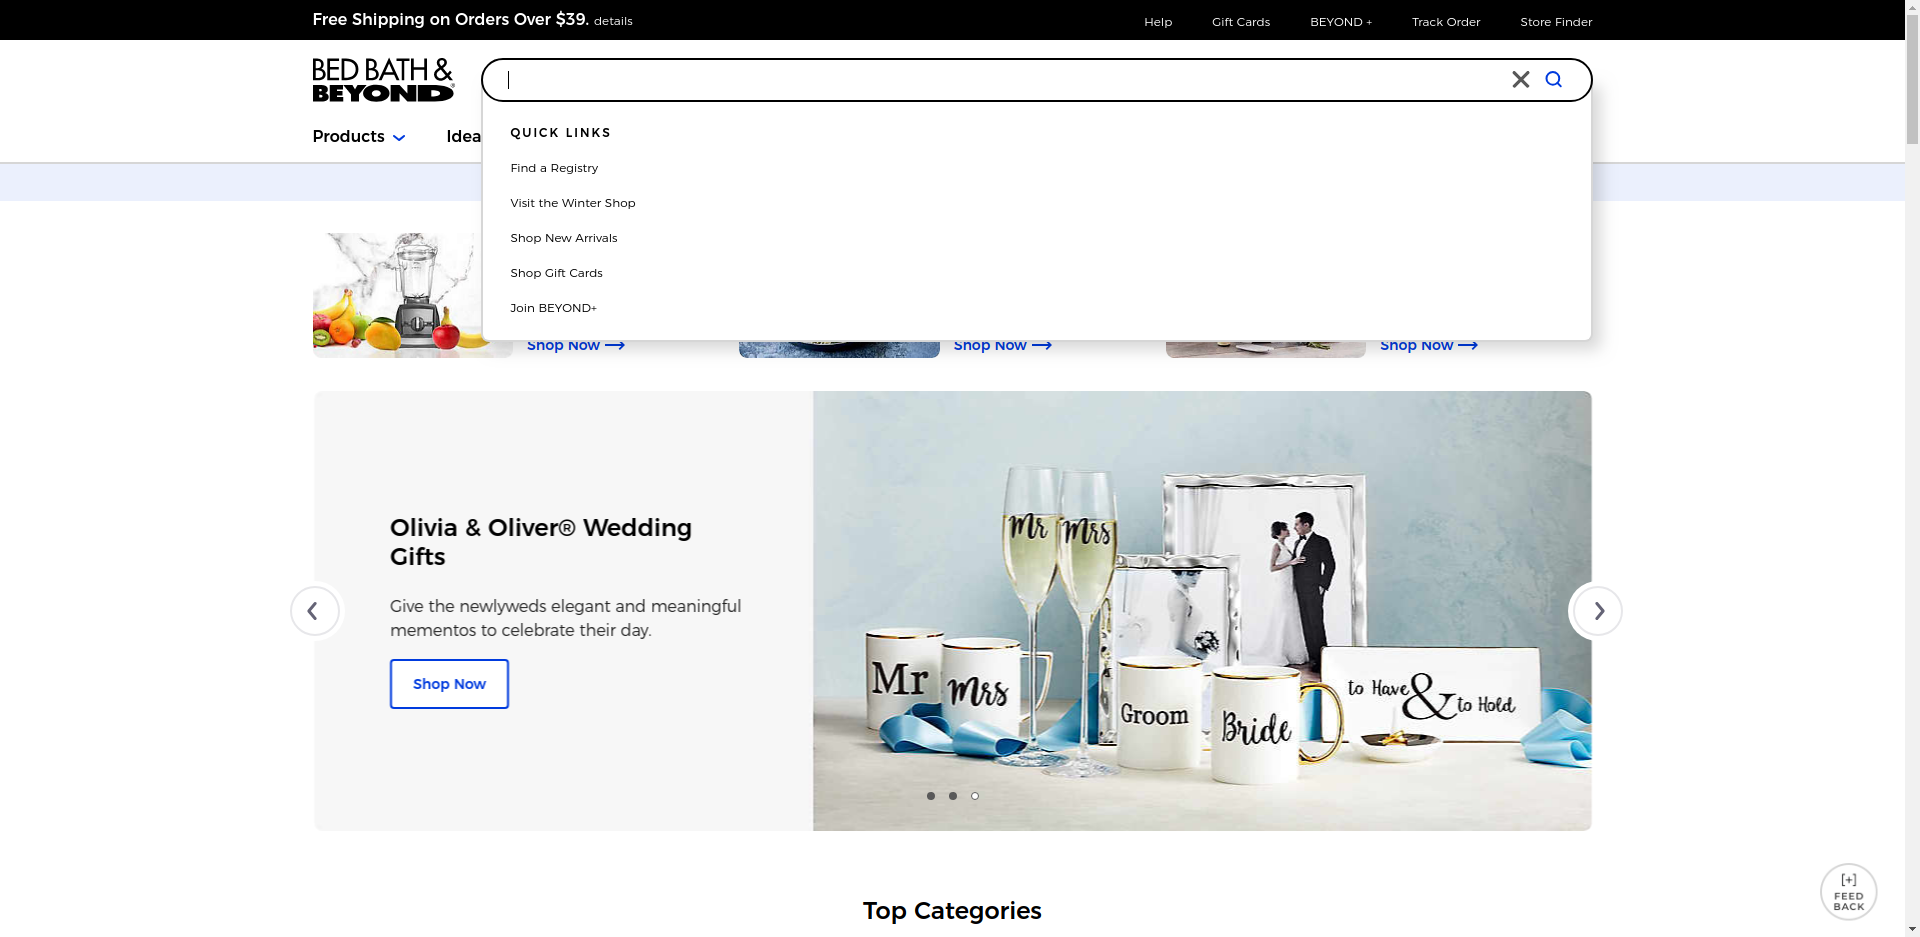 Free Shipping on Orders Over $39. details
Help
Gift Cards
BEYOND +
Track Order
Store Finder
BED BATH &
BEYOND
QUICK LINKS
Find a Registry
Visit the Winter Shop
Shop New Arrivals
Shop Gift Cards
Join BEYOND+
Products
Idea
Shop Now
Shop Now
Shop Now
Olivia & Oliver® Wedding
Gifts
Give the newlyweds elegant and meaningful
mementos to celebrate their day.
Shop Now
Mr
Mrs
Mr
Mrs
Groom
Bride
to Have & to Hold
Top Categories
[+]
FEED
BACK